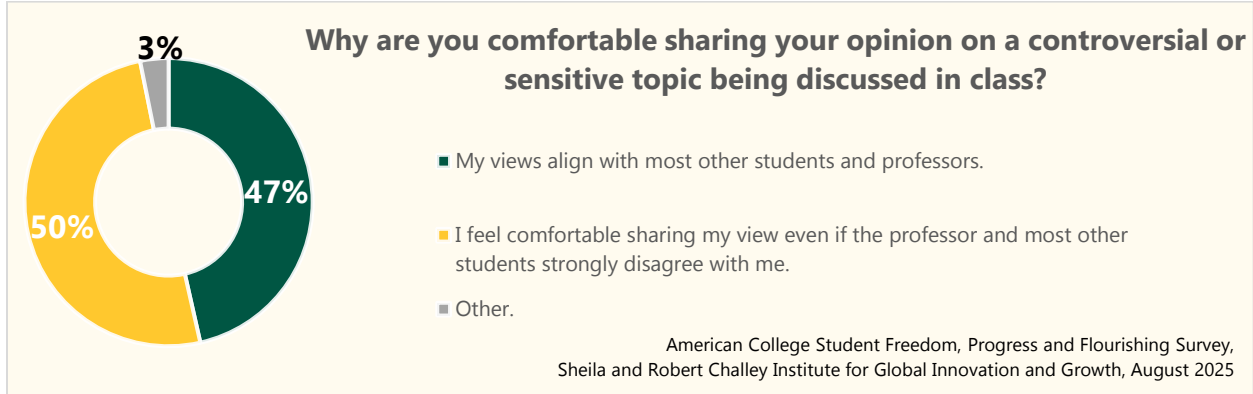 Why are you comfortable sharing your opinion on a controversial or
sensitive topic being discussed in class?
3%
47%
50%
My views align with most other students and professors.
I feel comfortable sharing my view even if the professor and most other
students strongly disagree with me.
Other.
American College Student Freedom, Progress and Flourishing Survey,
Sheila and Robert Challey Institute for Global Innovation and Growth, August 2025